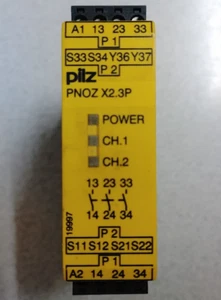 A1 13 23 33
P 1
S33 S34 Y36 Y37
P 2
pilz
PNOZ X2.3P
POWER
CH.1
CH.2
13 23 33
14 24 34
19997
P 2
S11 S12 S21 S22
P 1
A2 14 24 34